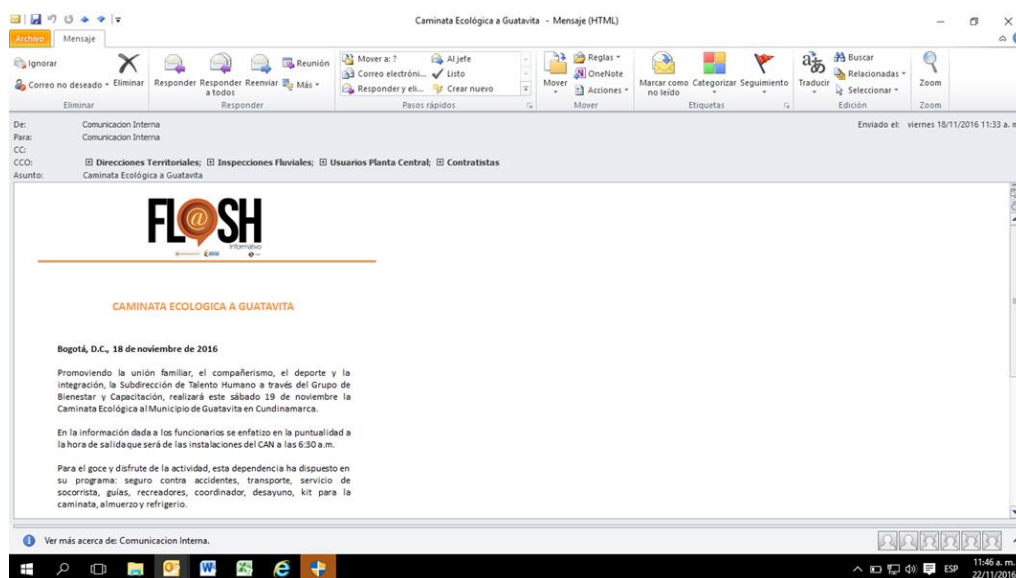 Caminata Ecológica a Guatavita - Mensaje (HTML)
Archivo Mensaje
Ignorar
Correo no deseado
Eliminar
Responder
Responder a todos
Reenviar
Reunión
Más
Eliminar
Responder
Mover a: ?
Correo electróni...
Responder y eli...
Al jefe
Listo
Crear nuevo
Pasos rápidos
Mover
Reglas
OneNote
Acciones
Mover
Marcar como no leído
Categorizar
Seguimiento
Etiquetas
Traducir
Buscar
Relacionadas
Seleccionar
Edición
Zoom
Zoom
De: Comunicacion Interna
Enviado el: viernes 18/11/2016 11:33 a. m
Para: Comunicacion Interna
CC:
CCO: Direcciones Territoriales; Inspecciones Fluviales; Usuarios Planta Central; Contratistas
Asunto: Caminata Ecológica a Guatavita
FL@SH
Informativo
CAMINATA ECOLOGICA A GUATAVITA
Bogotá, D.C., 18 de noviembre de 2016
Promoviendo la unión familiar, el compañerismo, el deporte y la
integración, la Subdirección de Talento Humano a través del Grupo de
Bienestar y Capacitación, realizará este sábado 19 de noviembre la
Caminata Ecológica al Municipio de Guatavita en Cundinamarca.
En la información dada a los funcionarios se enfatizo en la puntualidad a
la hora de salida que será de las instalaciones del CAN a las 6:30 a.m.
Para el goce y disfrute de la actividad, esta dependencia ha dispuesto en
su programa: seguro contra accidentes, transporte, servicio de
socorrista, guías, recreadores, coordinador, desayuno, kit para la
caminata, almuerzo y refrigerio.
Ver más acerca de: Comunicacion Interna.
ESP
11:46 a. m.
22/11/2016